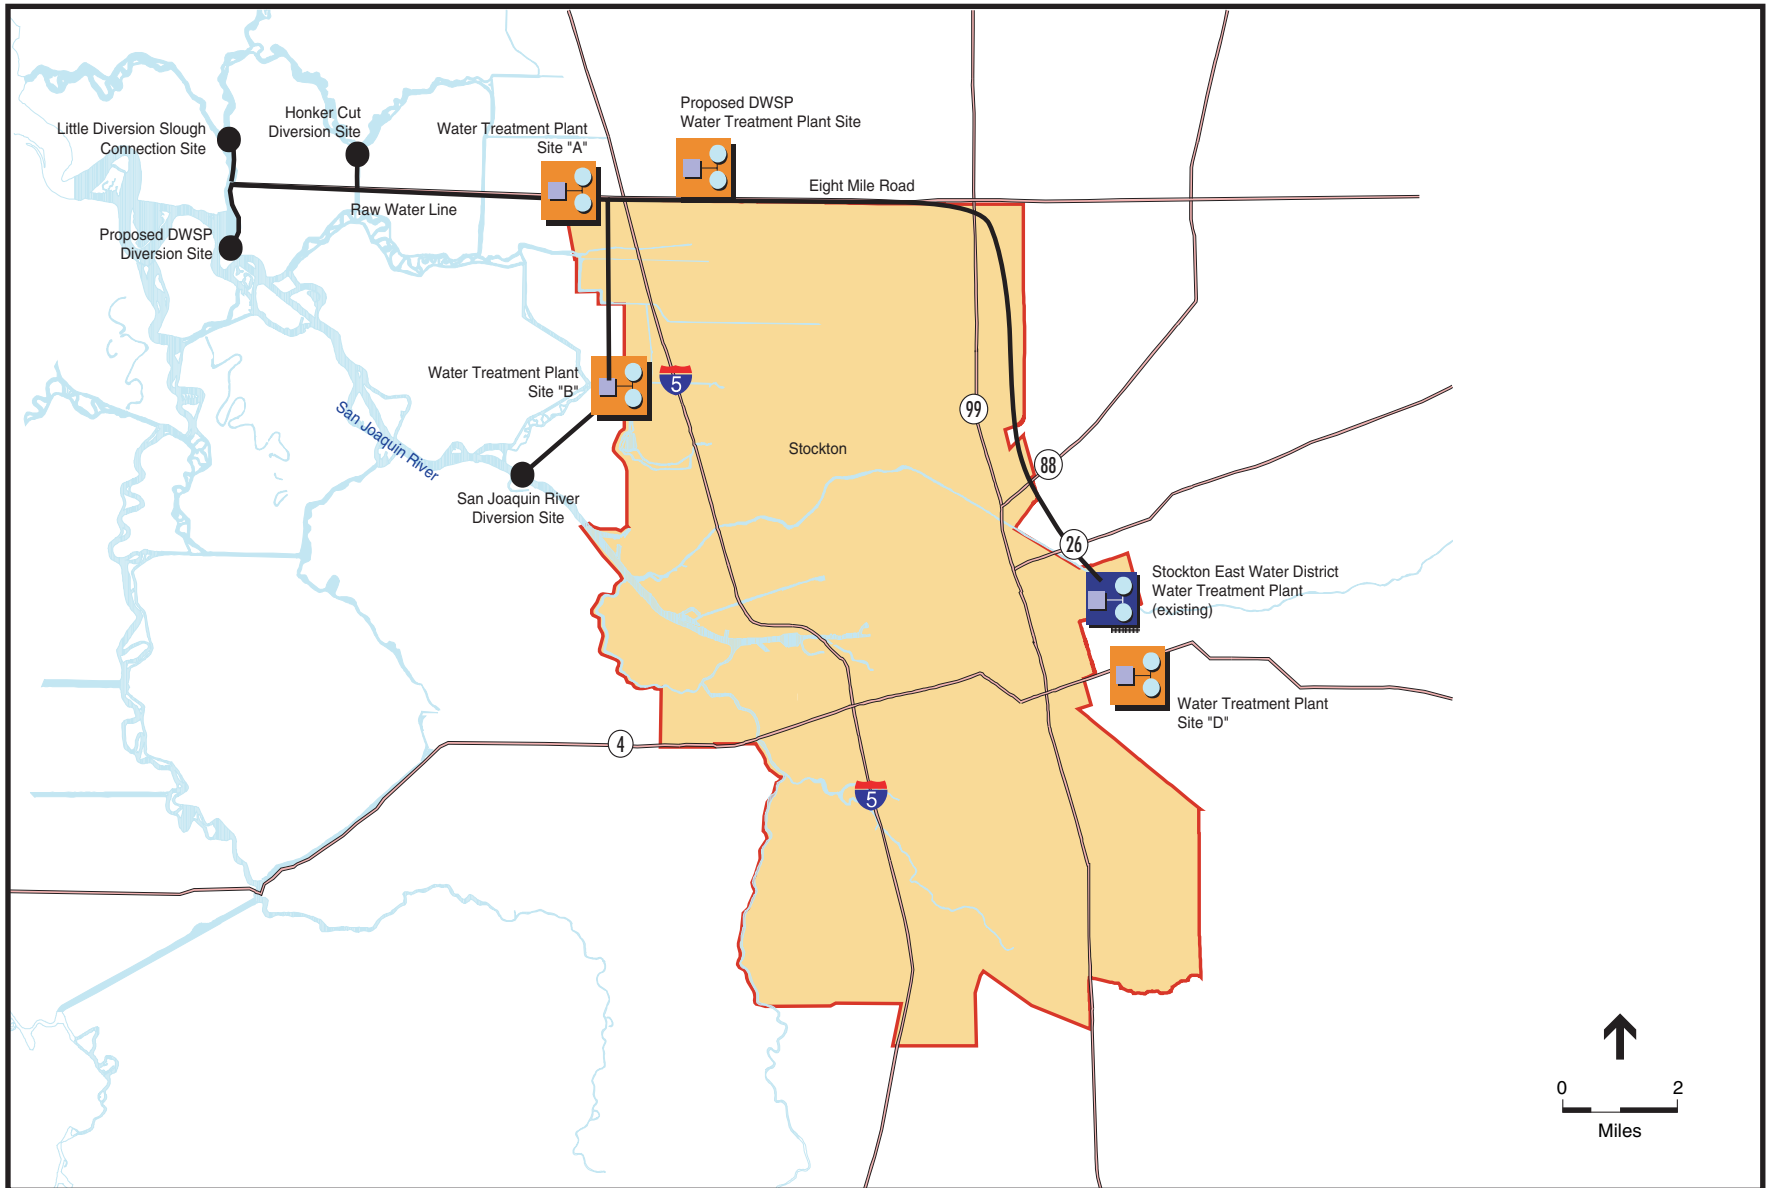 Proposed DWSP
Water Treatment Plant Site
Honker Cut
Diversion Site
Little Diversion Slough
Connection Site
Water Treatment Plant
Site "A"
Eight Mile Road
Raw Water Line
Proposed DWSP
Diversion Site
Water Treatment Plant
Site "B"
5
99
San Joaquin River
Stockton
88
San Joaquin River
Diversion Site
26
Stockton East Water District
Water Treatment Plant
(existing)
Water Treatment Plant
Site "D"
4
5
0 2
Miles